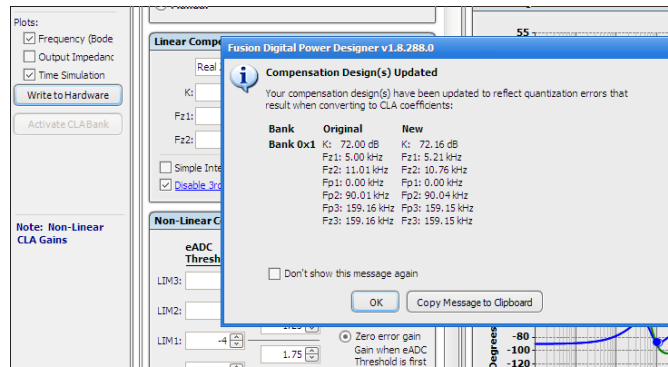 Manual
Plots:
Frequency (Bode
Output Impedanc
Time Simulation
Write to Hardware
Activate CLA Bank
Note: Non-Linear
CLA Gains
Linear Compe
Real
K:
Fz1:
Fz2:
Simple Inte
Disable 3rd
Non-Linear C
eADC
Thresh
LIM3:
LIM2:
LIM1:
-4
1.75
Zero error gain
Gain when eADC
Threshold is first
Fusion Digital Power Designer v1.8.288.0
Compensation Design(s) Updated
Your compensation design(s) have been updated to reflect quantization errors that
result when converting to CLA coefficients:
Bank Original New
Bank 0x1 K: 72.00 dB K: 72.16 dB
Fz1: 5.00 kHz Fz1: 5.21 kHz
Fz2: 11.01 kHz Fz2: 10.76 kHz
Fp1: 0.00 kHz Fp1: 0.00 kHz
Fp2: 90.01 kHz Fp2: 90.04 kHz
Fp3: 159.16 kHz Fp3: 159.15 kHz
Fz3: 159.16 kHz Fz3: 159.15 kHz
Don't show this message again
OK
Copy Message to Clipboard
55
Degrees
-80
-100
-120